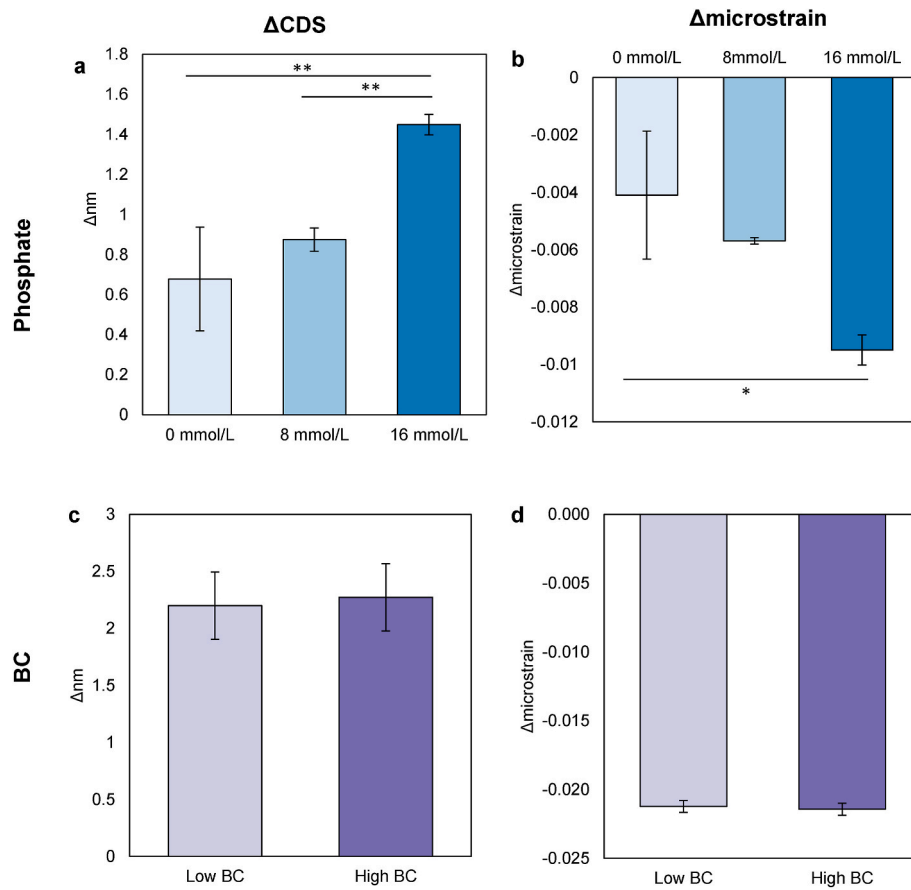 ΔCDS
Δmicrostrain
Phosphate
a
Δnm
1.8
1.6
1.4
1.2
1
0.8
0.6
0.4
0.2
0
**
**
0 mmol/L 8 mmol/L 16 mmol/L
b
0 mmol/L 8mmol/L 16 mmol/L
Δmicrostrain
0
-0.002
-0.004
-0.006
-0.008
-0.01
-0.012
*
BC
c
Δnm
3
2.5
2
1.5
1
0.5
0
Low BC High BC
d
Δmicrostrain
0.000
-0.005
-0.010
-0.015
-0.020
-0.025
Low BC High BC